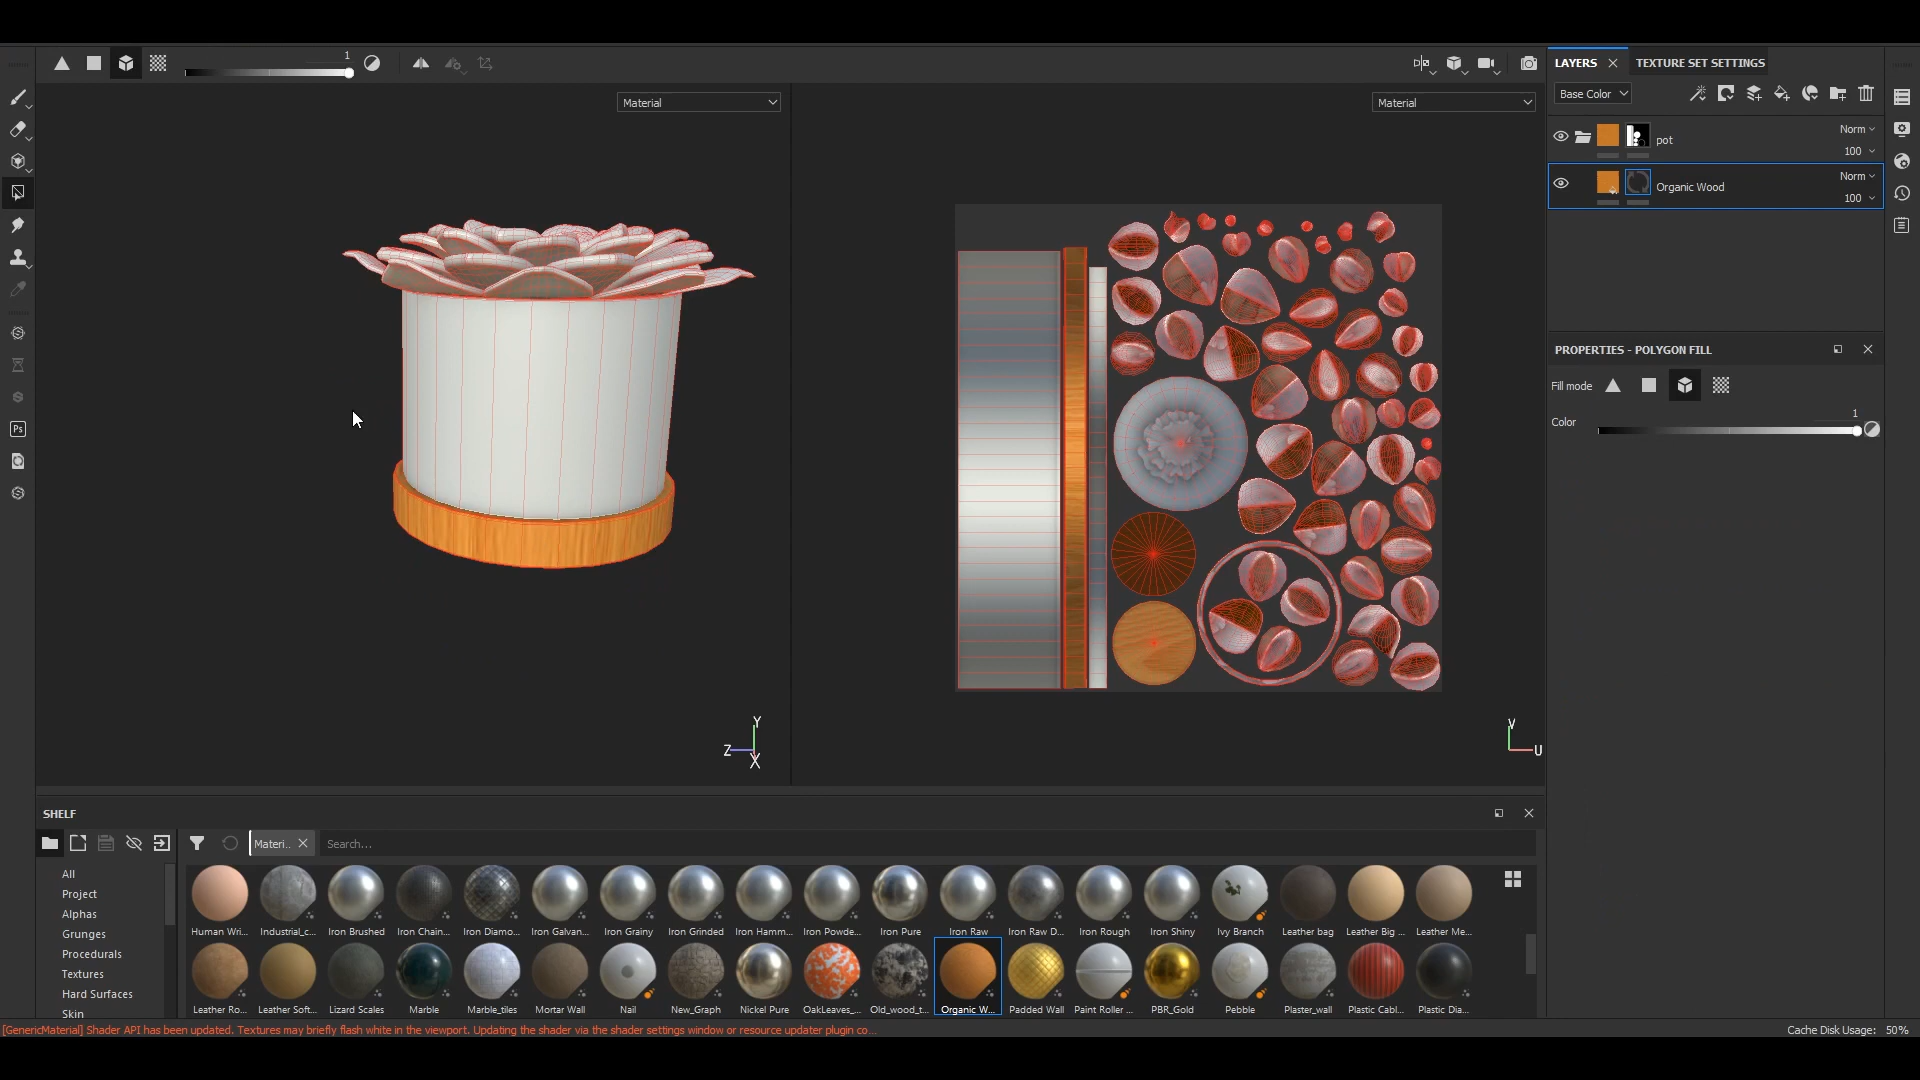 1
Material
Material
LAYERS
TEXTURE SET SETTINGS
Base Color
pot
Norm
100
Organic Wood
Norm
100
PROPERTIES - POLYGON FILL
Fill mode
Color
1
Ps
Y
Z
X
V
U
SHELF
Materi..
Search...
All
Project
Alphas
Grunges
Procedurals
Textures
Hard Surfaces
Skin
Human Wri...
Industrial_c...
Iron Brushed
Iron Chain...
Iron Diamo...
Iron Galvan...
Iron Grainy
Iron Grinded
Iron Hamm...
Iron Powde...
Iron Pure
Iron Raw
Iron Raw D...
Iron Rough
Iron Shiny
Ivy Branch
Leather bag
Leather Big ...
Leather Me...
Leather Ro...
Leather Soft...
Lizard Scales
Marble
Marble_tiles
Mortar Wall
Nail
New_Graph
Nickel Pure
OakLeaves_...
Old_wood_t...
Organic W...
Padded Wall
Paint Roller ...
PBR_Gold
Pebble
Plaster_wall
Plastic Cabl...
Plastic Dia...
[GenericMaterial] Shader API has been updated. Textures may briefly flash white in the viewport. Updating the shader via the shader settings window or resource updater plugin co...
Cache Disk Usage: 50%